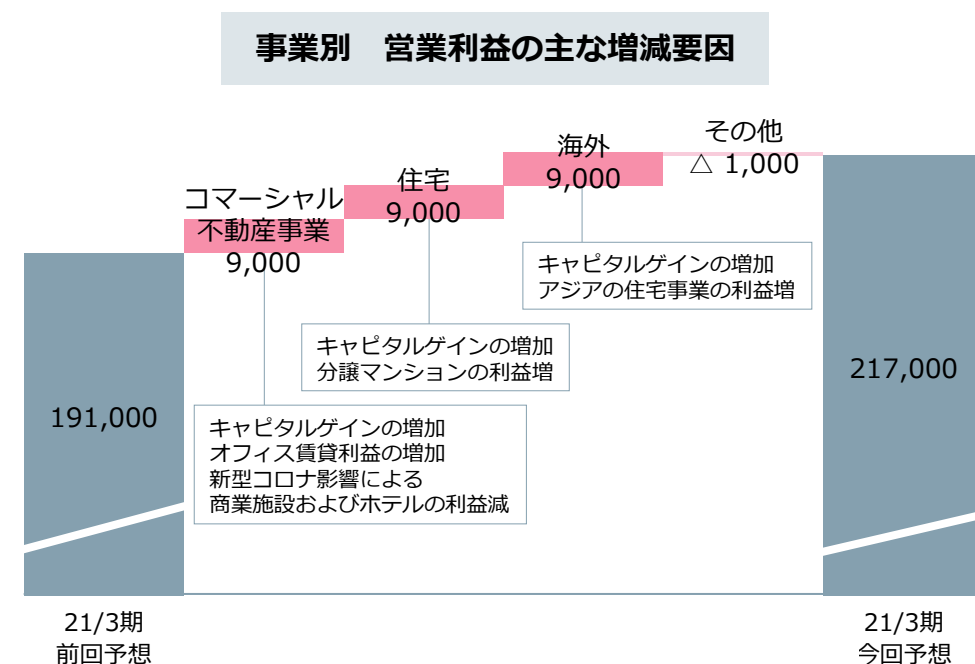 事業別　営業利益の主な増減要因
コマーシャル
不動産事業
9,000
住宅
9,000
海外
9,000
その他
△ 1,000
キャピタルゲインの増加
アジアの住宅事業の利益増
キャピタルゲインの増加
分譲マンションの利益増
キャピタルゲインの増加
オフィス賃貸利益の増加
新型コロナ影響による
商業施設およびホテルの利益減
191,000
217,000
21/3期
前回予想
21/3期
今回予想